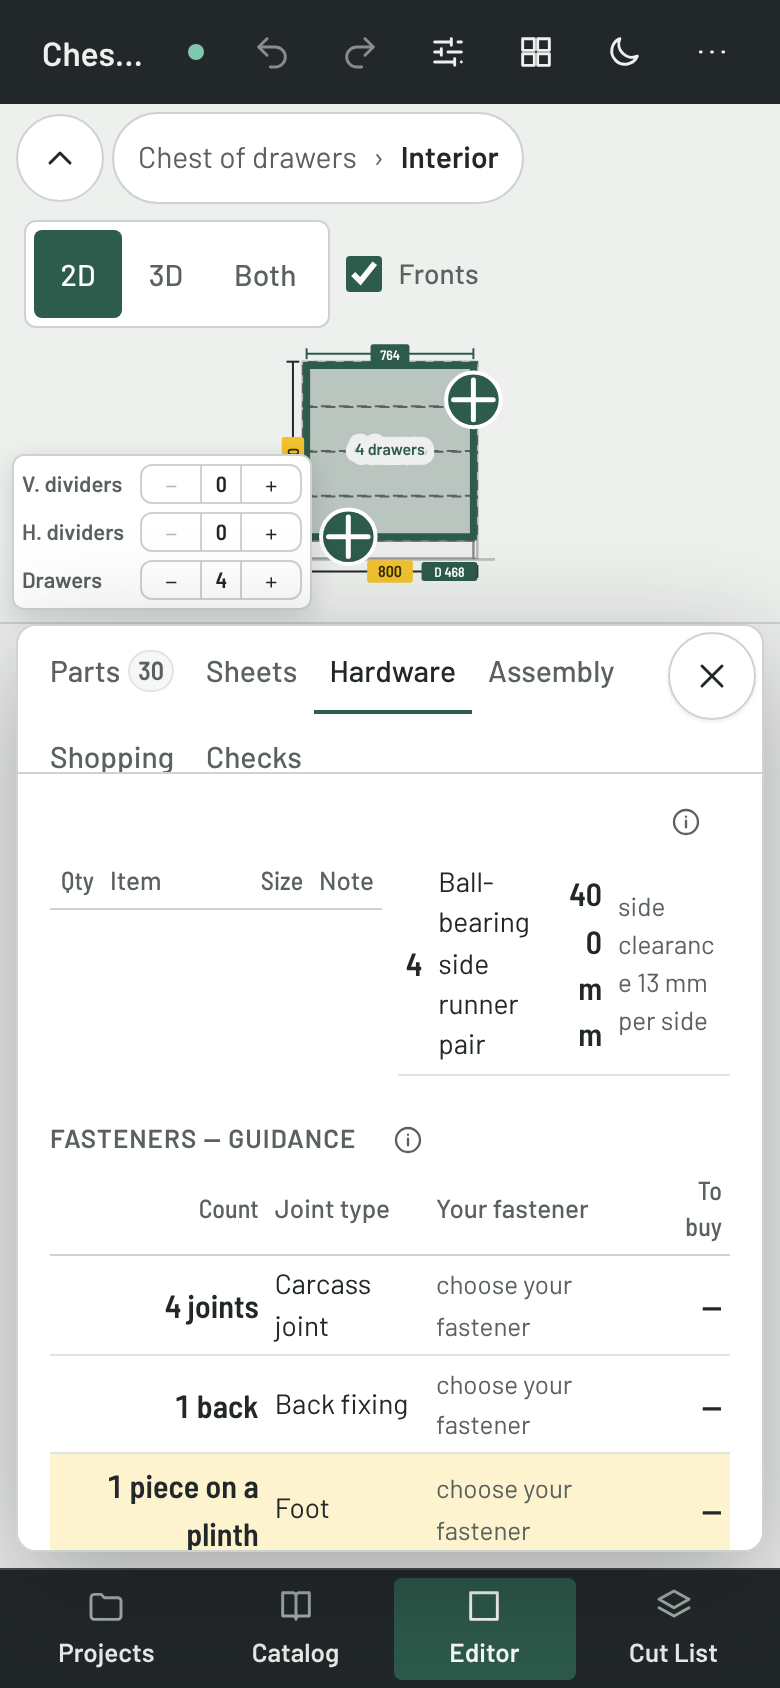 Ches...
Chest of drawers › Interior
2D 3D Both Fronts
764
4 drawers
V. dividers – 0 +
H. dividers – 0 +
Drawers – 4 +
800 D 468
Parts 30 Sheets Hardware Assembly
Shopping Checks
Qty Item Size Note
4
Ball-
bearing
side
runner
pair
40
0
m
m
side
clearanc
e 13 mm
per side
FASTENERS – GUIDANCE
Count Joint type Your fastener To
buy
4 joints Carcass
joint
choose your
fastener
–
1 back Back fixing choose your
fastener
–
1 piece on a
plinth
Foot choose your
fastener
–
Projects Catalog Editor Cut List